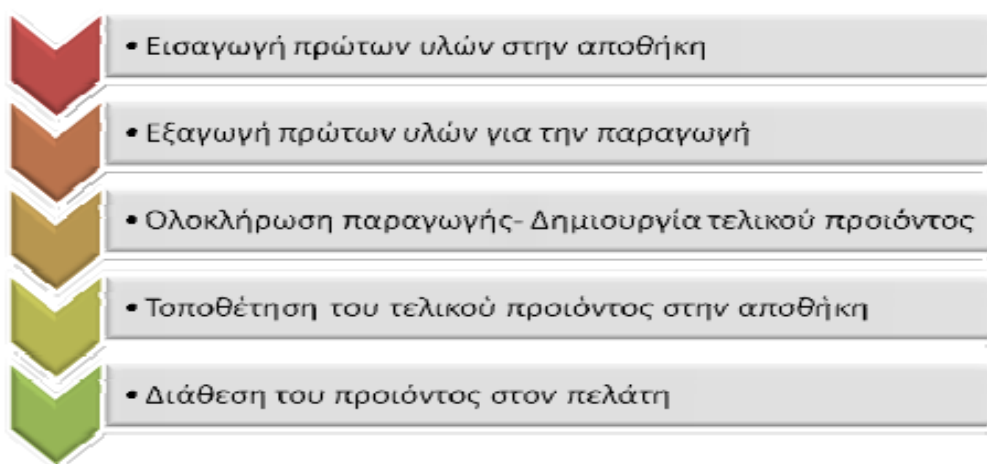 • Εισαγωγή πρώτων υλών στην αποθήκη
• Εξαγωγή πρώτων υλών για την παραγωγή
• Ολοκλήρωση παραγωγής- Δημιουργία τελικού προιόντος
• Τοποθέτηση του τελικού προιόντος στην αποθήκη
• Διάθεση του προιόντος στον πελάτη